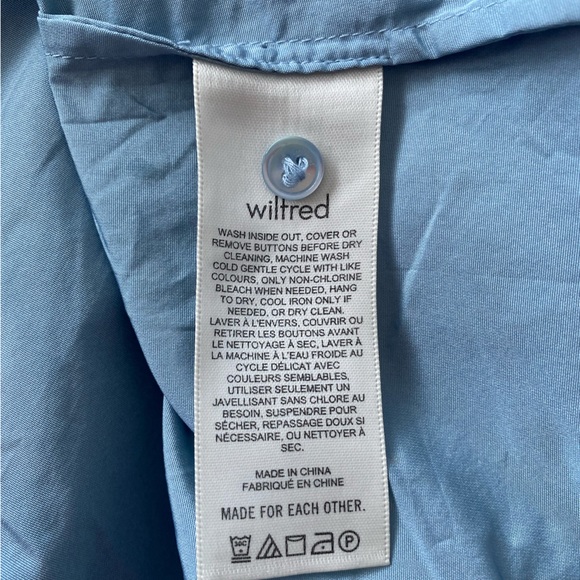 wilfred
WASH INSIDE OUT, COVER OR
REMOVE BUTTONS BEFORE DRY
CLEANING, MACHINE WASH
COLD GENTLE CYCLE WITH LIKE
COLOURS, ONLY NON-CHLORINE
BLEACH WHEN NEEDED, HANG
TO DRY, COOL IRON ONLY IF
NEEDED, OR DRY CLEAN.
LAVER À L'ENVERS, COUVRIR OU
RETIRER LES BOUTONS AVANT
LE NETTOYAGE À SEC, LAVER À
LA MACHINE À L'EAU FROIDE AU
CYCLE DÉLICAT AVEC
COULEURS SEMBLABLES,
UTILISER SEULEMENT UN
JAVELLISANT SANS CHLORE AU
BESOIN, SUSPENDRE POUR
SÉCHER, REPASSAGE DOUX SI
NÉCESSAIRE, OU NETTOYER À
SEC.
MADE IN CHINA
FABRIQUÉ EN CHINE
MADE FOR EACH OTHER.
30C P